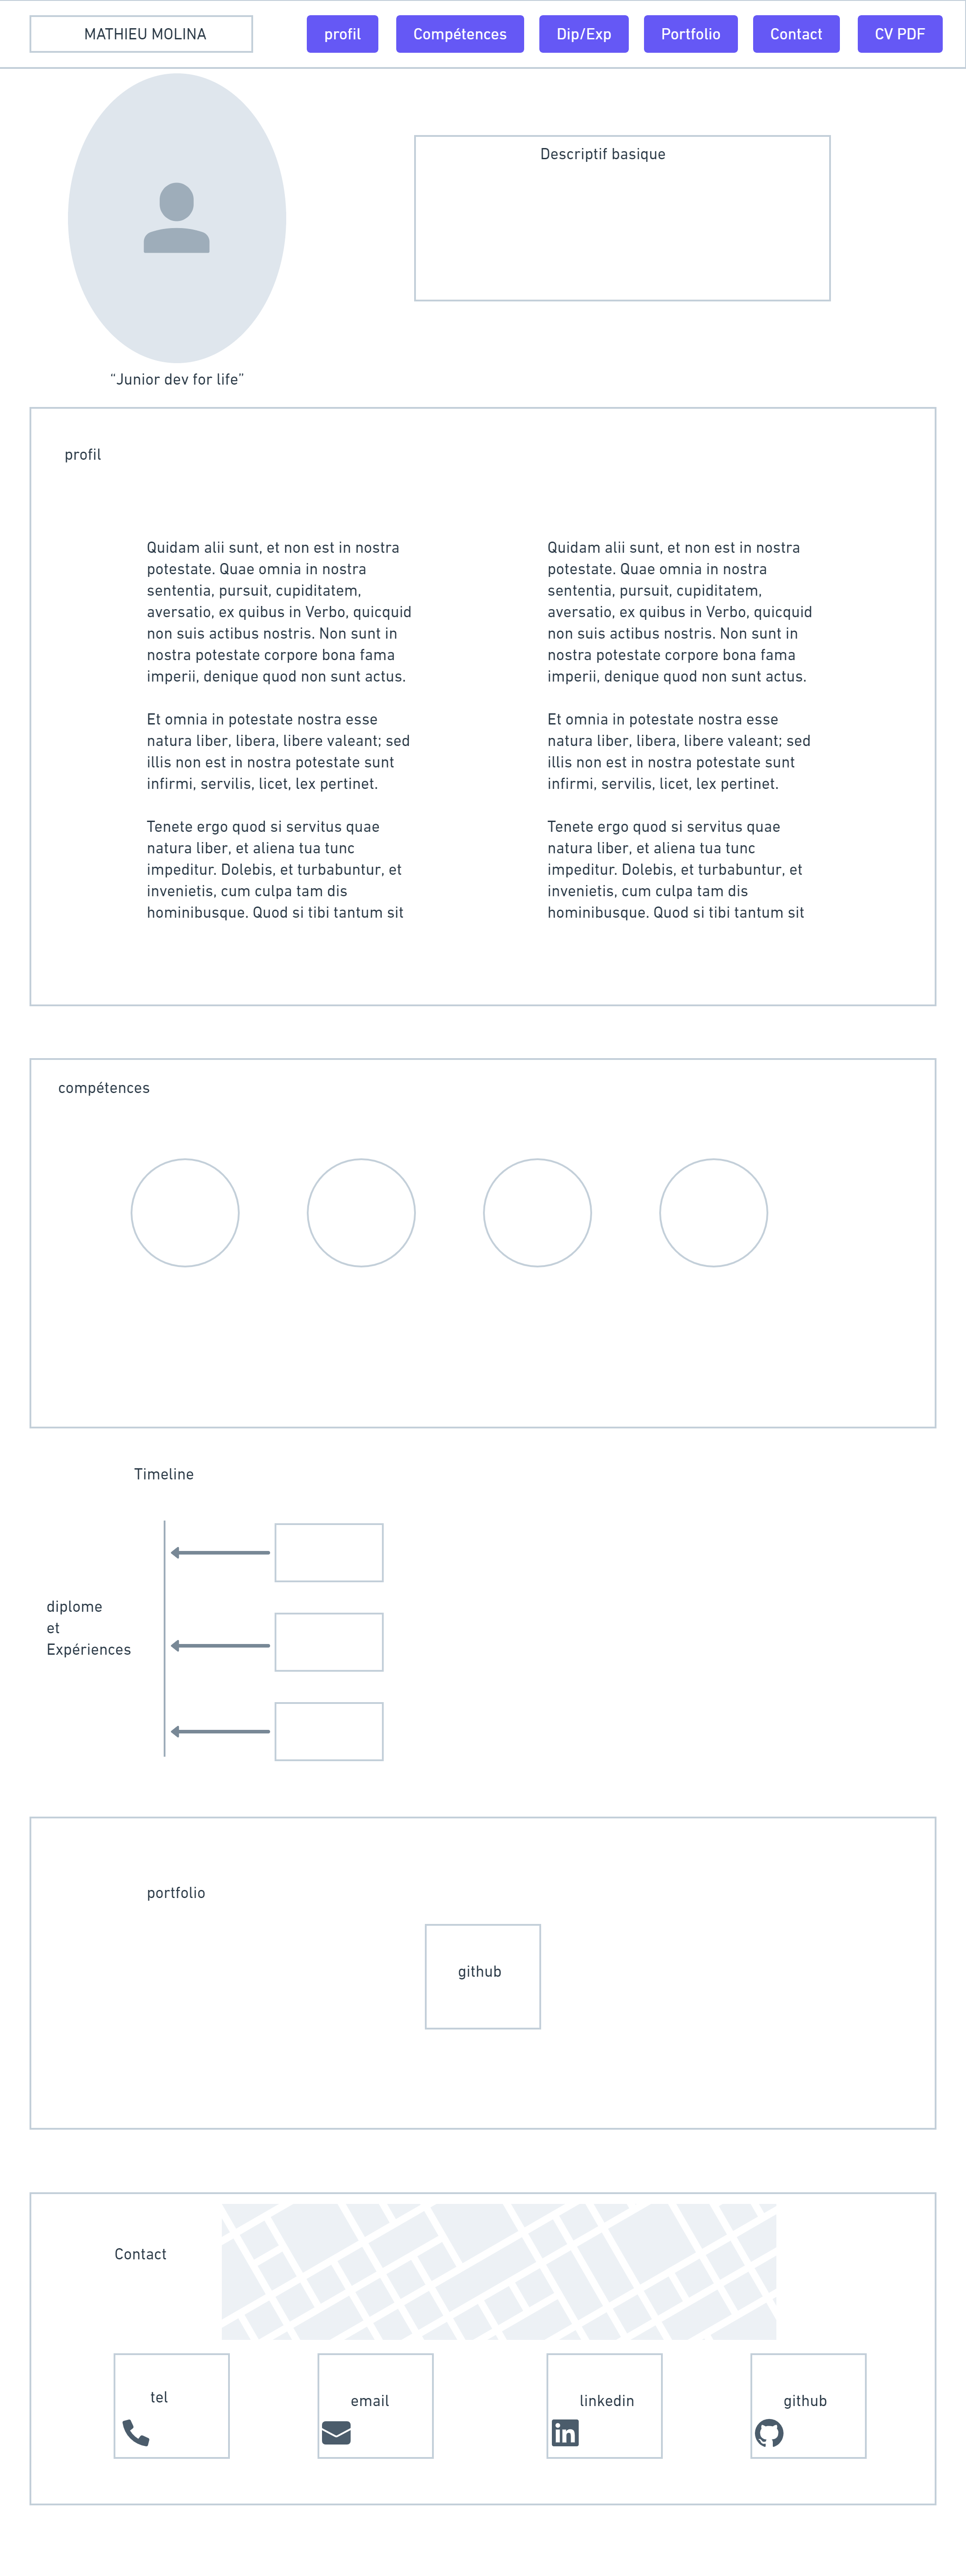 MATHIEU MOLINA
profil
Compétences
Dip/Exp
Portfolio
Contact
CV PDF
Descriptif basique
“Junior dev for life”
profil
Quidam alii sunt, et non est in nostra
potestate. Quae omnia in nostra
sententia, pursuit, cupiditatem,
aversatio, ex quibus in Verbo, quicquid
non suis actibus nostris. Non sunt in
nostra potestate corpore bona fama
imperii, denique quod non sunt actus.
Et omnia in potestate nostra esse
natura liber, libera, libere valeant; sed
illis non est in nostra potestate sunt
infirmi, servilis, licet, lex pertinet.
Tenete ergo quod si servitus quae
natura liber, et aliena tua tunc
impeditur. Dolebis, et turbabuntur, et
invenietis, cum culpa tam dis
hominibusque. Quod si tibi tantum sit
Quidam alii sunt, et non est in nostra
potestate. Quae omnia in nostra
sententia, pursuit, cupiditatem,
aversatio, ex quibus in Verbo, quicquid
non suis actibus nostris. Non sunt in
nostra potestate corpore bona fama
imperii, denique quod non sunt actus.
Et omnia in potestate nostra esse
natura liber, libera, libere valeant; sed
illis non est in nostra potestate sunt
infirmi, servilis, licet, lex pertinet.
Tenete ergo quod si servitus quae
natura liber, et aliena tua tunc
impeditur. Dolebis, et turbabuntur, et
invenietis, cum culpa tam dis
hominibusque. Quod si tibi tantum sit
compétences
Timeline
diplome
et
Expériences
portfolio
github
Contact
tel
email
linkedin
github